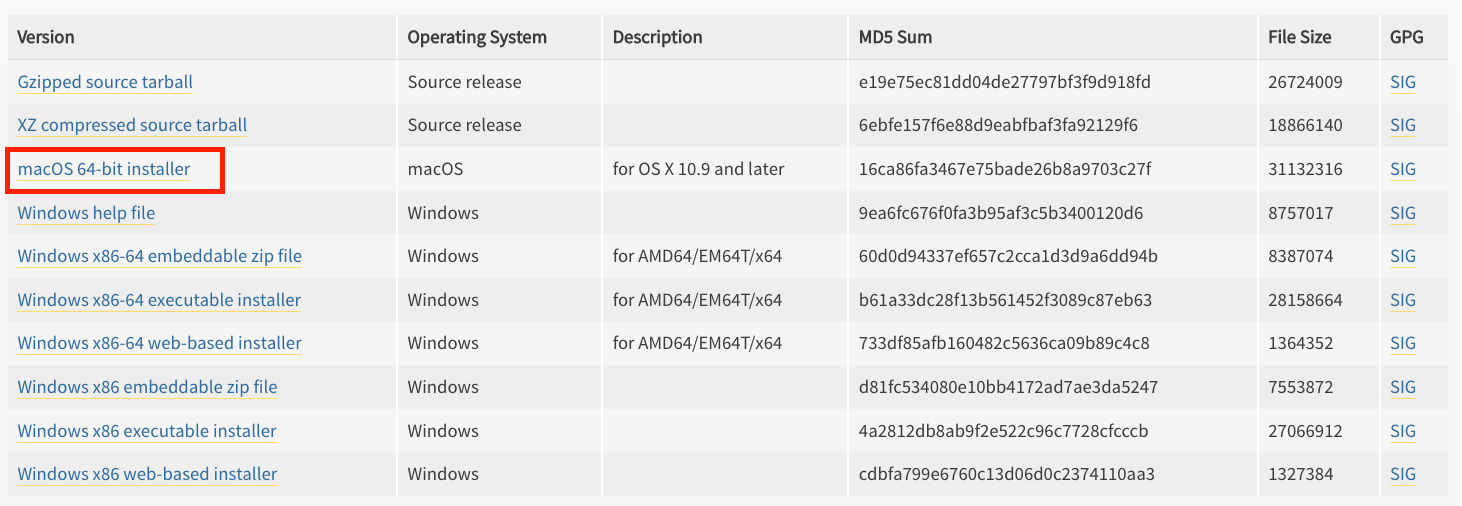 Version Operating System Description MD5 Sum File Size GPG
Gzipped source tarball Source release e19e75ec81dd04de27797bf3f9d918fd 26724009 SIG
XZ compressed source tarball Source release 6ebfe157f6e88d9eabfbaf3fa92129f6 18866140 SIG
macOS 64-bit installer macOS for OS X 10.9 and later 16ca86fa3467e75bade26b8a9703c27f 31132316 SIG
Windows help file Windows 9ea6fc676f0fa3b95af3c5b3400120d6 8757017 SIG
Windows x86-64 embeddable zip file Windows for AMD64/EM64T/x64 60d0d94337ef657c2cca1d3d9a6dd94b 8387074 SIG
Windows x86-64 executable installer Windows for AMD64/EM64T/x64 b61a33dc28f13b561452f3089c87eb63 28158664 SIG
Windows x86-64 web-based installer Windows for AMD64/EM64T/x64 733df85afb160482c5636ca09b89c4c8 1364352 SIG
Windows x86 embeddable zip file Windows d81fc534080e10bb4172ad7ae3da5247 7553872 SIG
Windows x86 executable installer Windows 4a2812db8ab9f2e522c96c7728cfcccb 27066912 SIG
Windows x86 web-based installer Windows cdbfa799e6760c13d06d0c2374110aa3 1327384 SIG